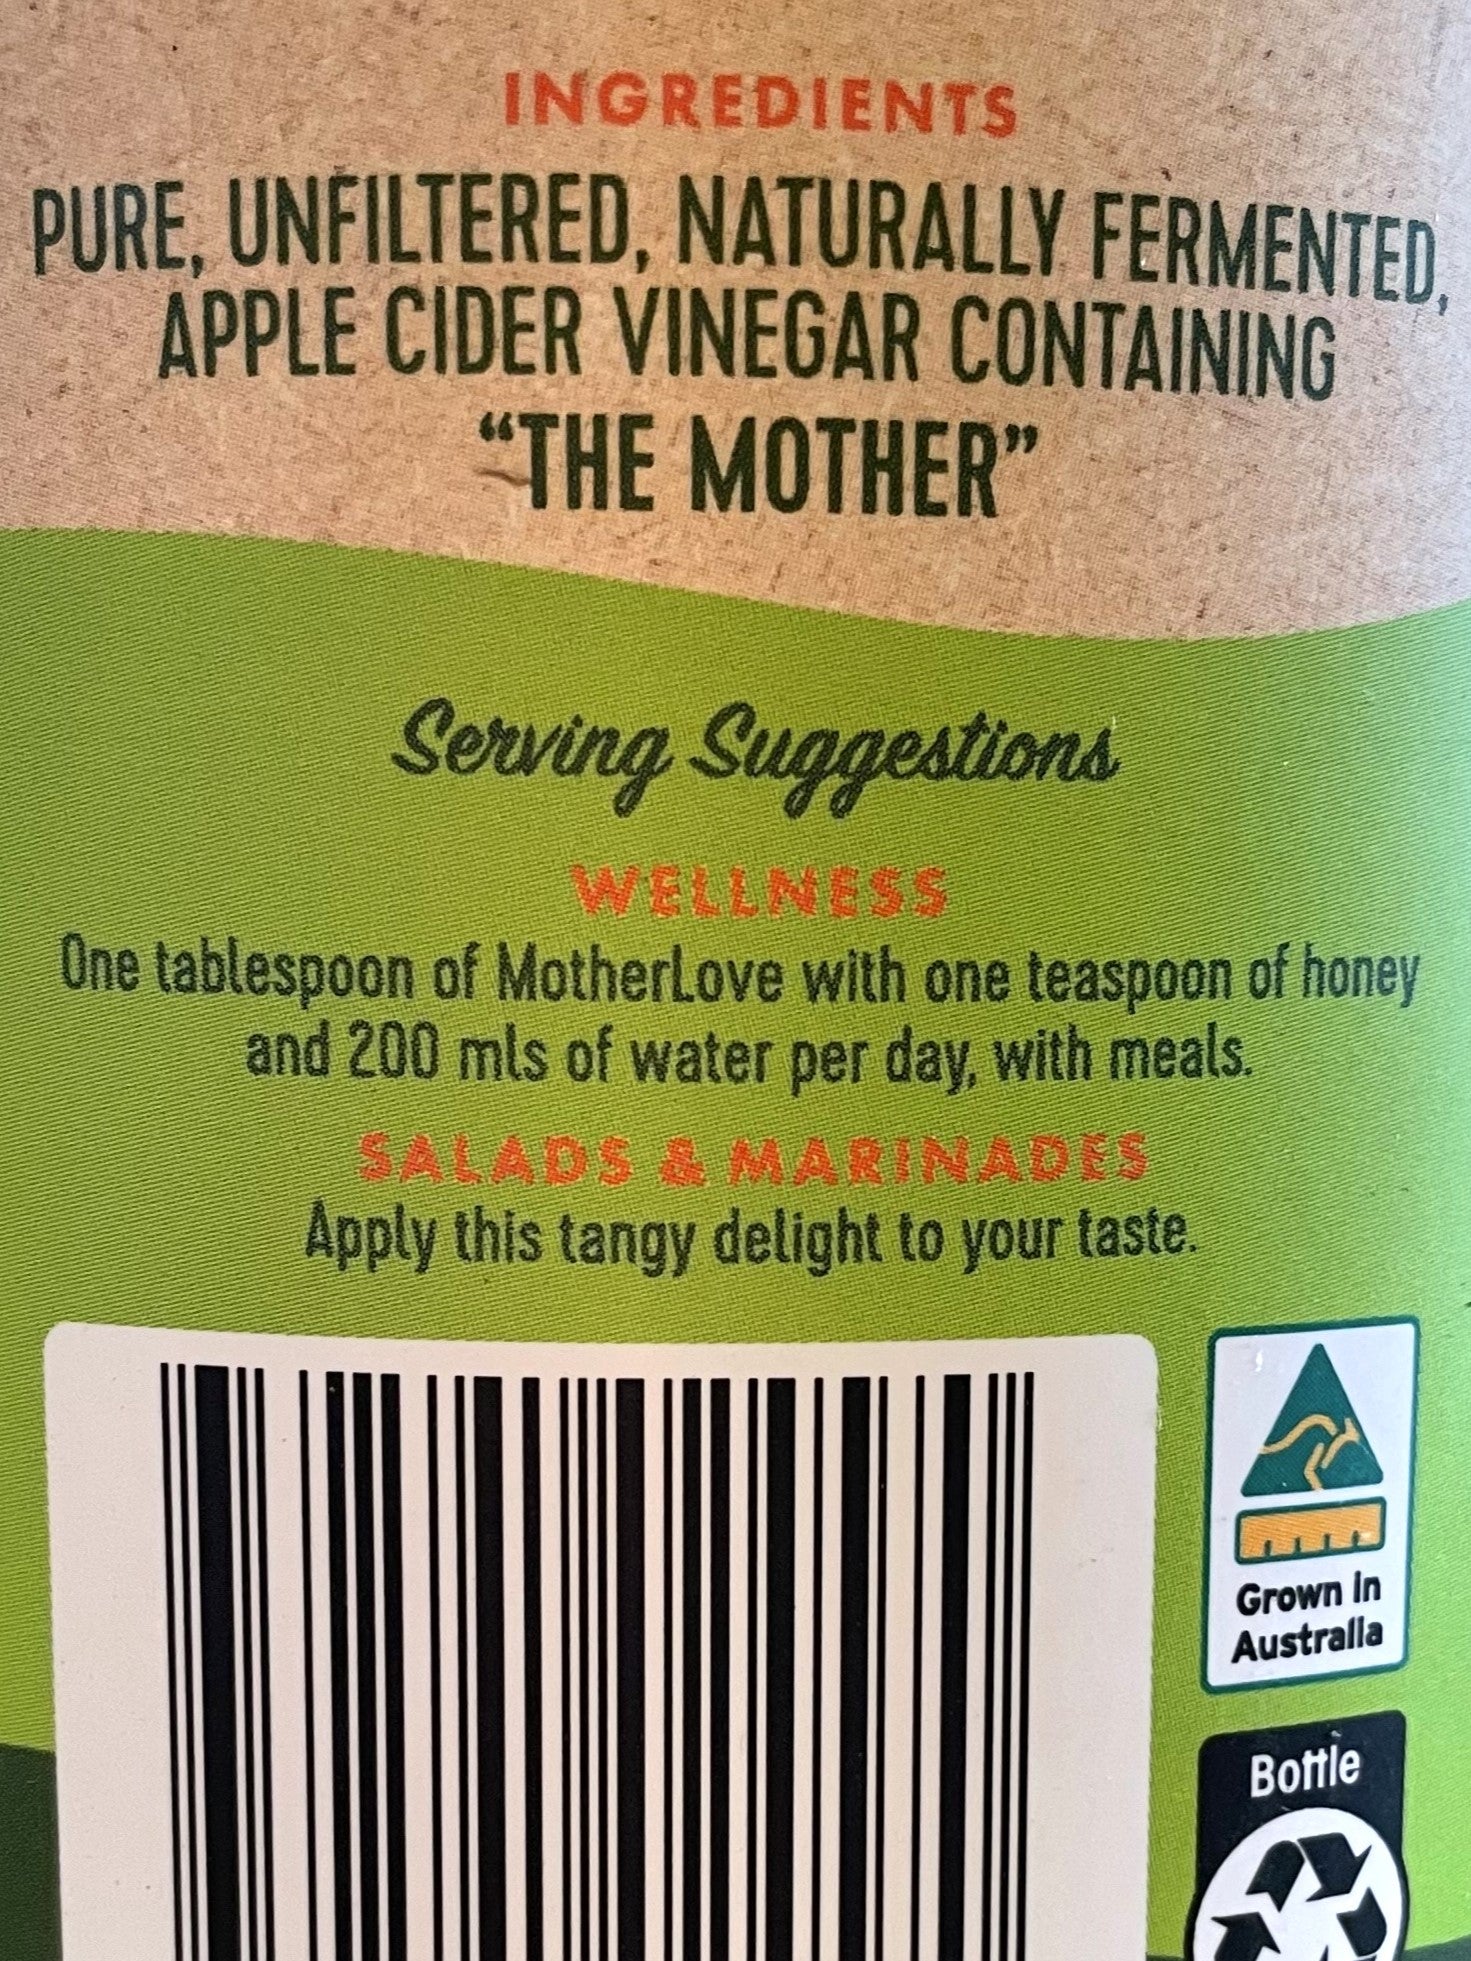 INGREDIENTS
PURE, UNFILTERED, NATURALLY FERMENTED,
APPLE CIDER VINEGAR CONTAINING
“THE MOTHER”
Serving Suggestions
WELLNESS
One tablespoon of MotherLove with one teaspoon of honey
and 200 mls of water per day, with meals.
SALADS & MARINADES
Apply this tangy delight to your taste.
Grown in
Australia
Bottle